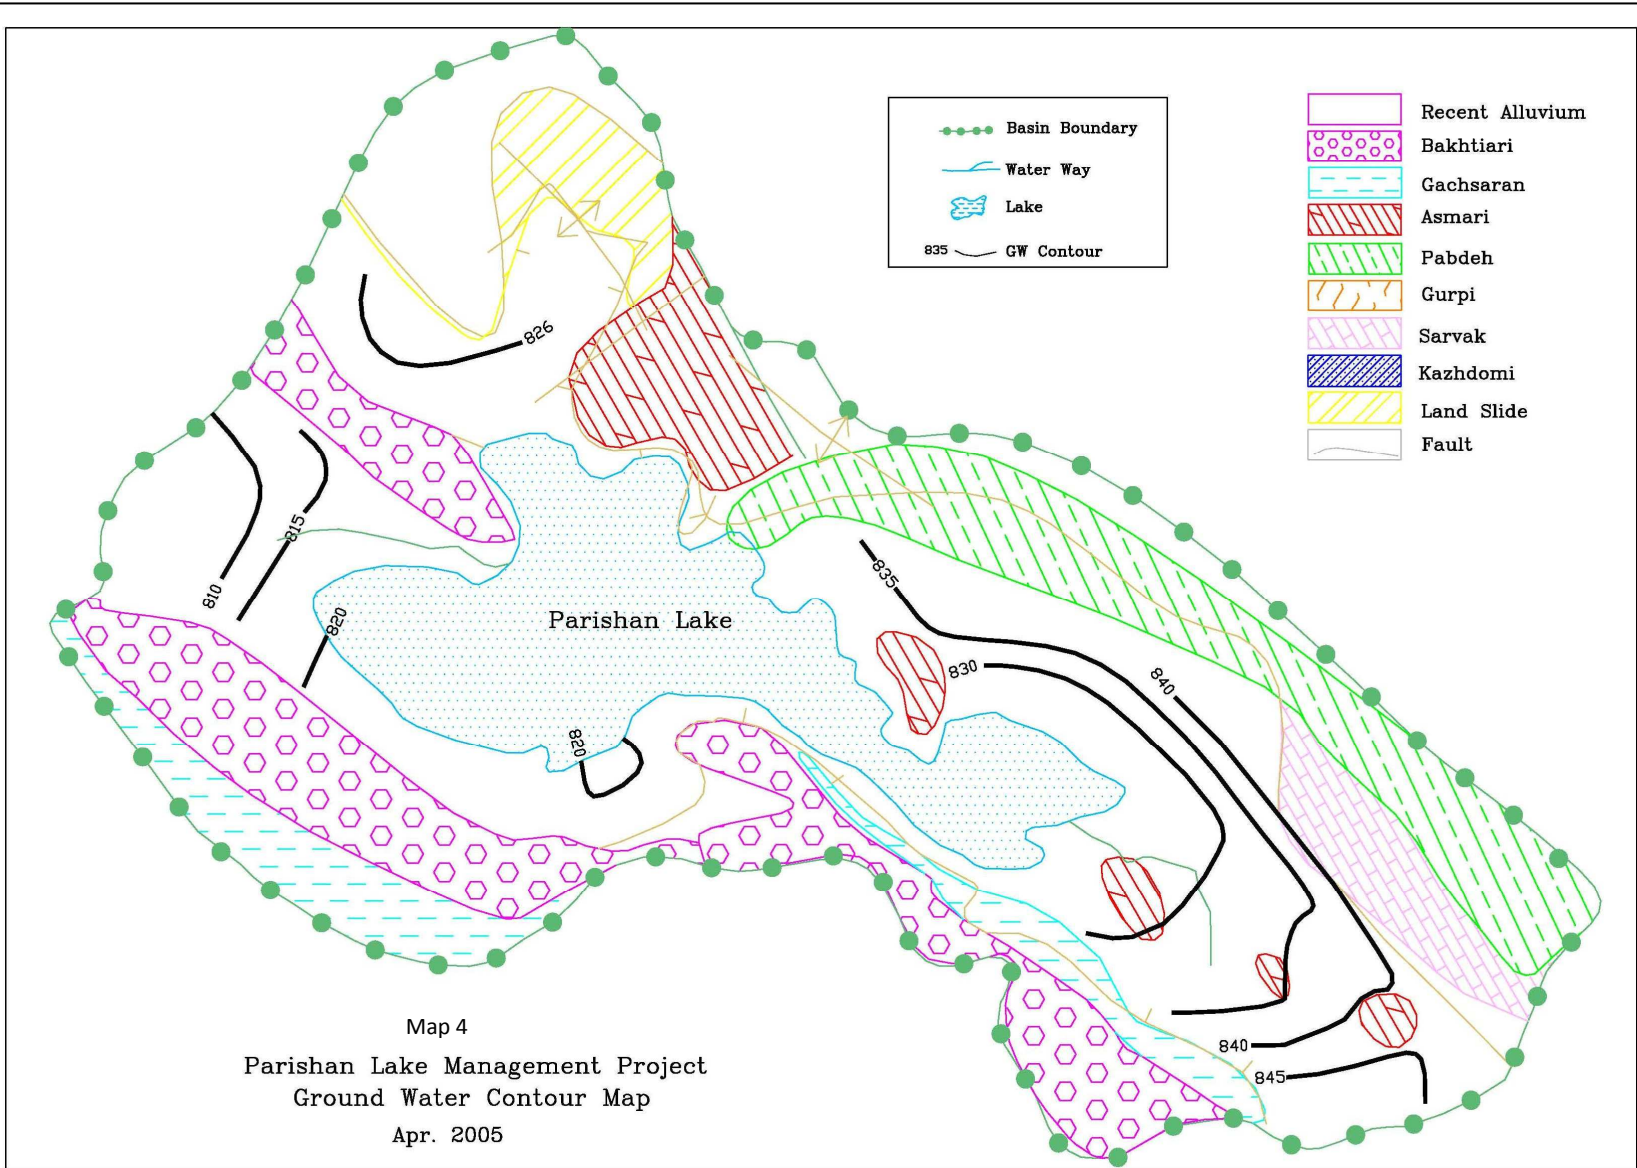 Basin Boundary
Water Way
Lake
835 GW Contour
Recent Alluvium
Bakhtiari
Gachsaran
Asmari
Pabdeh
Gurpi
Sarvak
Kazhdomi
Land Slide
Fault
826
815
810
820
835
Parishan Lake
830
840
820
840
845
Map 4
Parishan Lake Management Project
Ground Water Contour Map
Apr. 2005